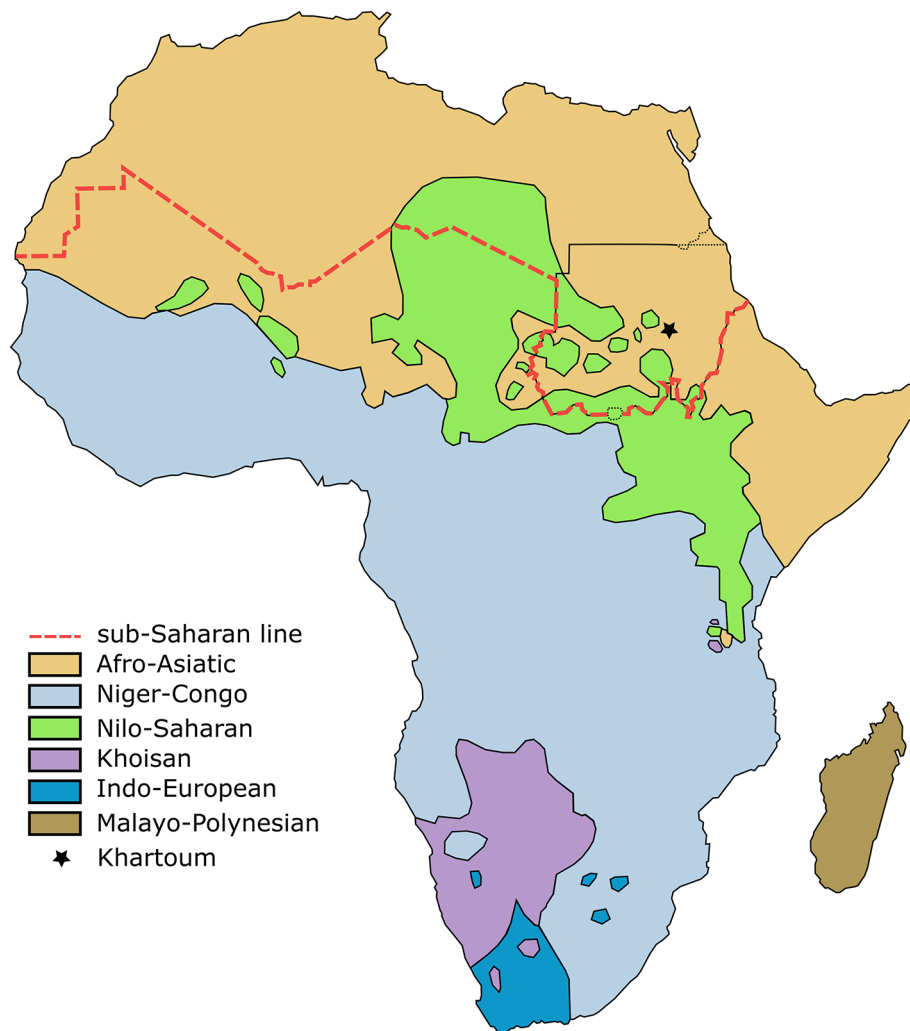 sub-Saharan line
Afro-Asiatic
Niger-Congo
Nilo-Saharan
Khoisan
Indo-European
Malayo-Polynesian
Khartoum